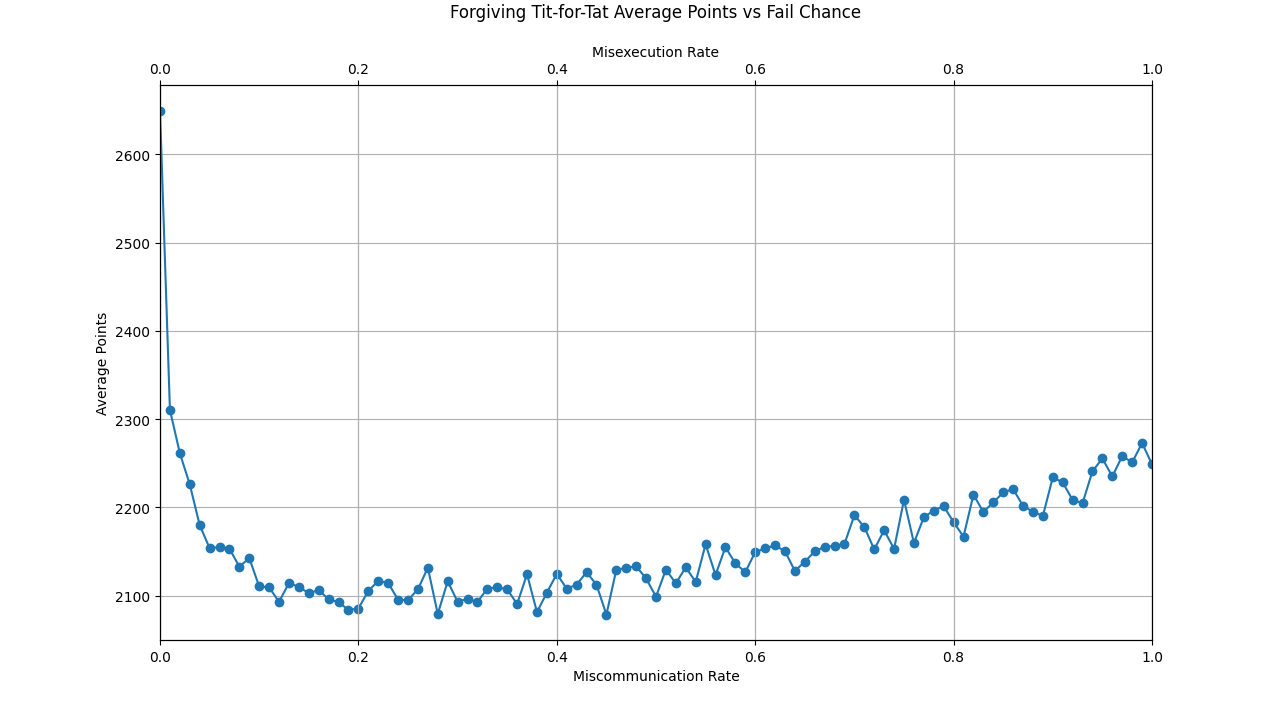 Forgiving Tit-for-Tat Average Points vs Fail Chance
Misexecution Rate
0.0 0.2 0.4 0.6 0.8 1.0
2600
2500
2400
2300
2200
2100
Average Points
0.0 0.2 0.4 0.6 0.8 1.0
Miscommunication Rate